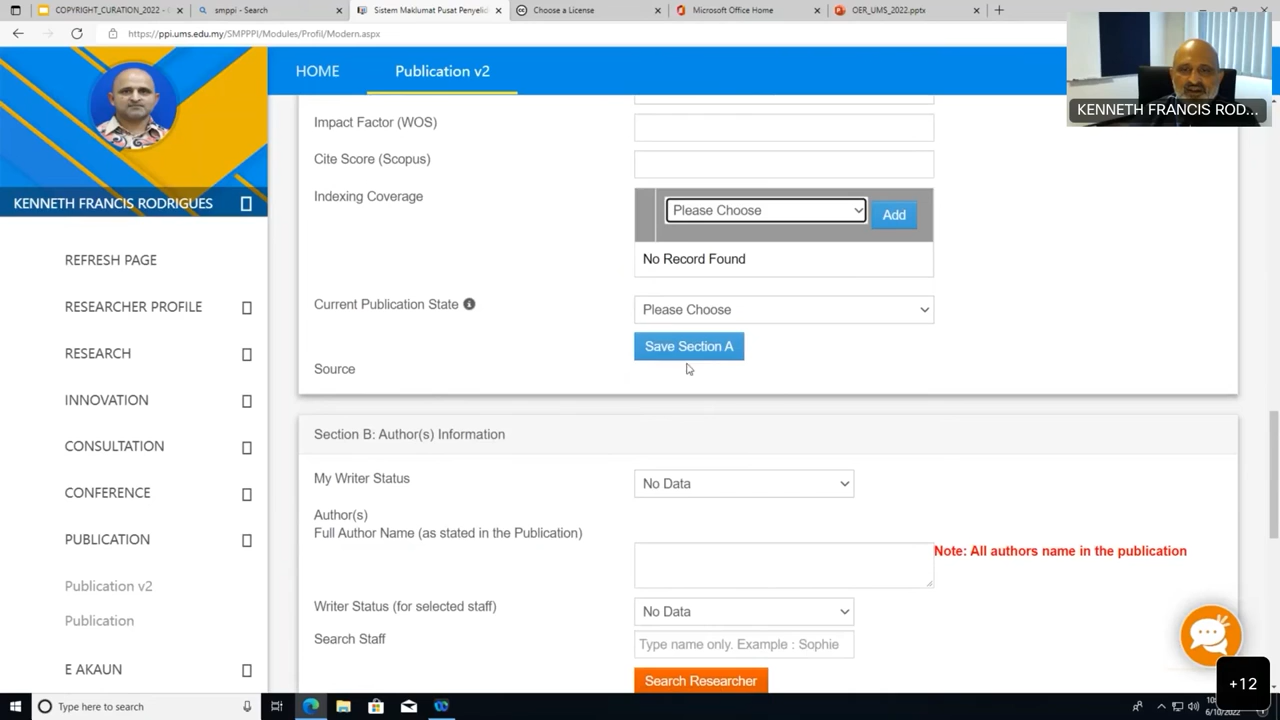 COPYRIGHT_CURATION_2022 -
smppi - Search
Sistem Maklumat Pusat Penyelid
Choose a License
Microsoft Office Home
OER_UMS_2022.pptx
https://ppi.ums.edu.my/SMPPPI/Modules/Profil/Modern.aspx
HOME
Publication v2
KENNETH FRANCIS ROD...
Impact Factor (WOS)
Cite Score (Scopus)
Indexing Coverage
Please Choose
Add
No Record Found
Current Publication State
Please Choose
Save Section A
Source
KENNETH FRANCIS RODRIGUES
REFRESH PAGE
RESEARCHER PROFILE
RESEARCH
INNOVATION
CONSULTATION
CONFERENCE
PUBLICATION
Publication v2
Publication
E AKAUN
Section B: Author(s) Information
My Writer Status
No Data
Author(s)
Full Author Name (as stated in the Publication)
Note: All authors name in the publication
Writer Status (for selected staff)
No Data
Search Staff
Type name only. Example : Sophie
Search Researcher
+12
Type here to search
6/10/2022